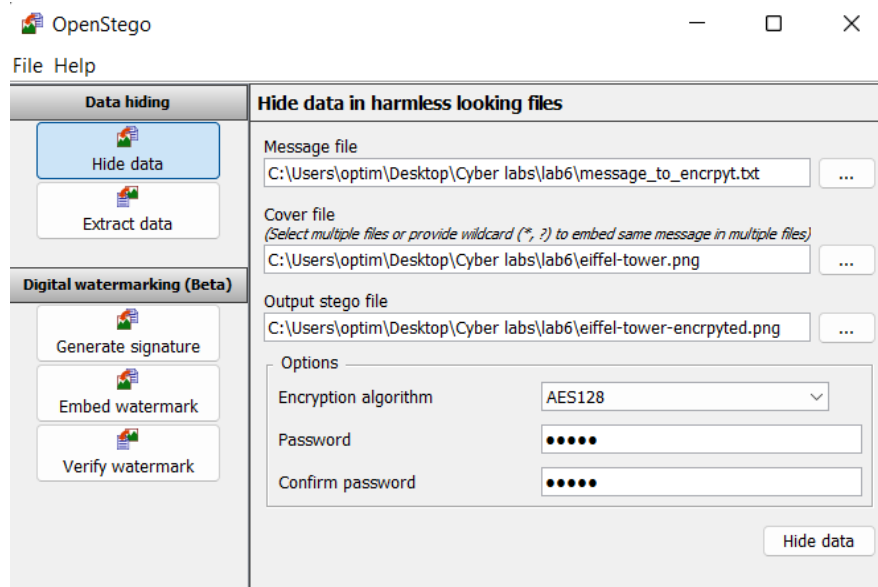 OpenStego
File Help
Data hiding
Hide data
Extract data
Digital watermarking (Beta)
Generate signature
Embed watermark
Verify watermark
Hide data in harmless looking files
Message file
C:\Users\optim\Desktop\Cyber labs\lab6\message_to_encrpyt.txt
...
Cover file
(Select multiple files or provide wildcard (*, ?) to embed same message in multiple files)
C:\Users\optim\Desktop\Cyber labs\lab6\eiffel-tower.png
...
Output stego file
C:\Users\optim\Desktop\Cyber labs\lab6\eiffel-tower-encrpyted.png
...
Options
Encryption algorithm AES128
Password •••••
Confirm password •••••
Hide data